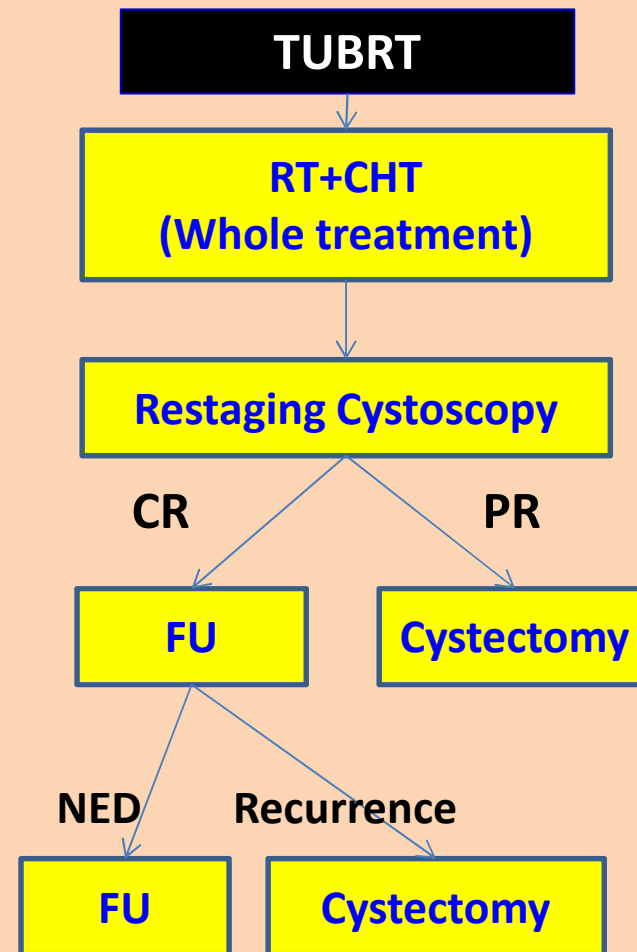 TUBRT
RT+CHT
(Whole treatment)
Restaging Cystoscopy
CR
PR
FU
Cystectomy
NED
Recurrence
FU
Cystectomy